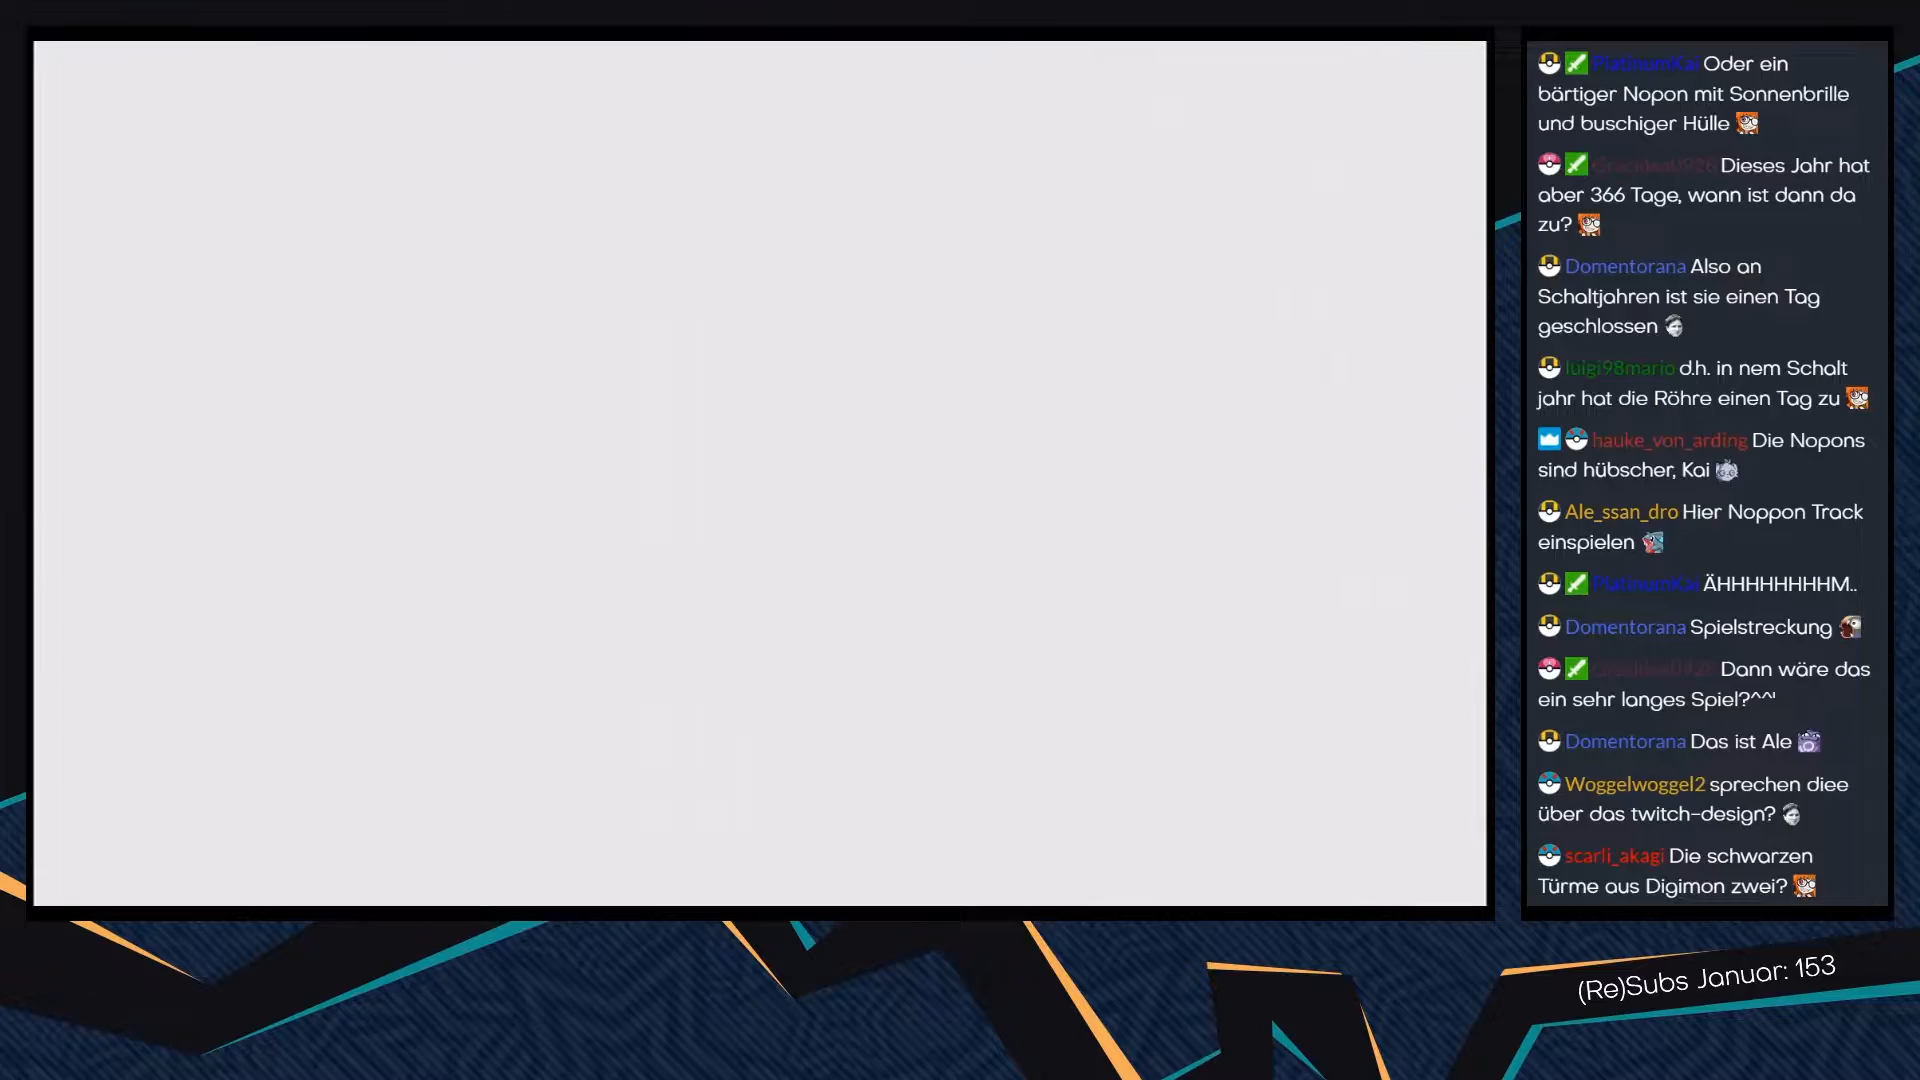 PlatinumKai Oder ein
bärtiger Nopon mit Sonnenbrille
und buschiger Hülle
Dieses Jahr hat
aber 366 Tage, wann ist dann da
zu?
Domentorana Also an
Schaltjahren ist sie einen Tag
geschlossen
luigi98mario d.h. in nem Schalt
jahr hat die Röhre einen Tag zu
hauke_von_arding Die Nopons
sind hübscher, Kai
Ale_ssan_dro Hier Noppon Track
einspielen
PlatinumKai ÄHHHHHHHHM..
Domentorana Spielstreckung
Dann wäre das
ein sehr langes Spiel?^^'
Domentorana Das ist Ale
Woggelwoggel2 sprechen diee
über das twitch-design?
scarli_akagi Die schwarzen
Türme aus Digimon zwei?
(Re)Subs Januar: 153